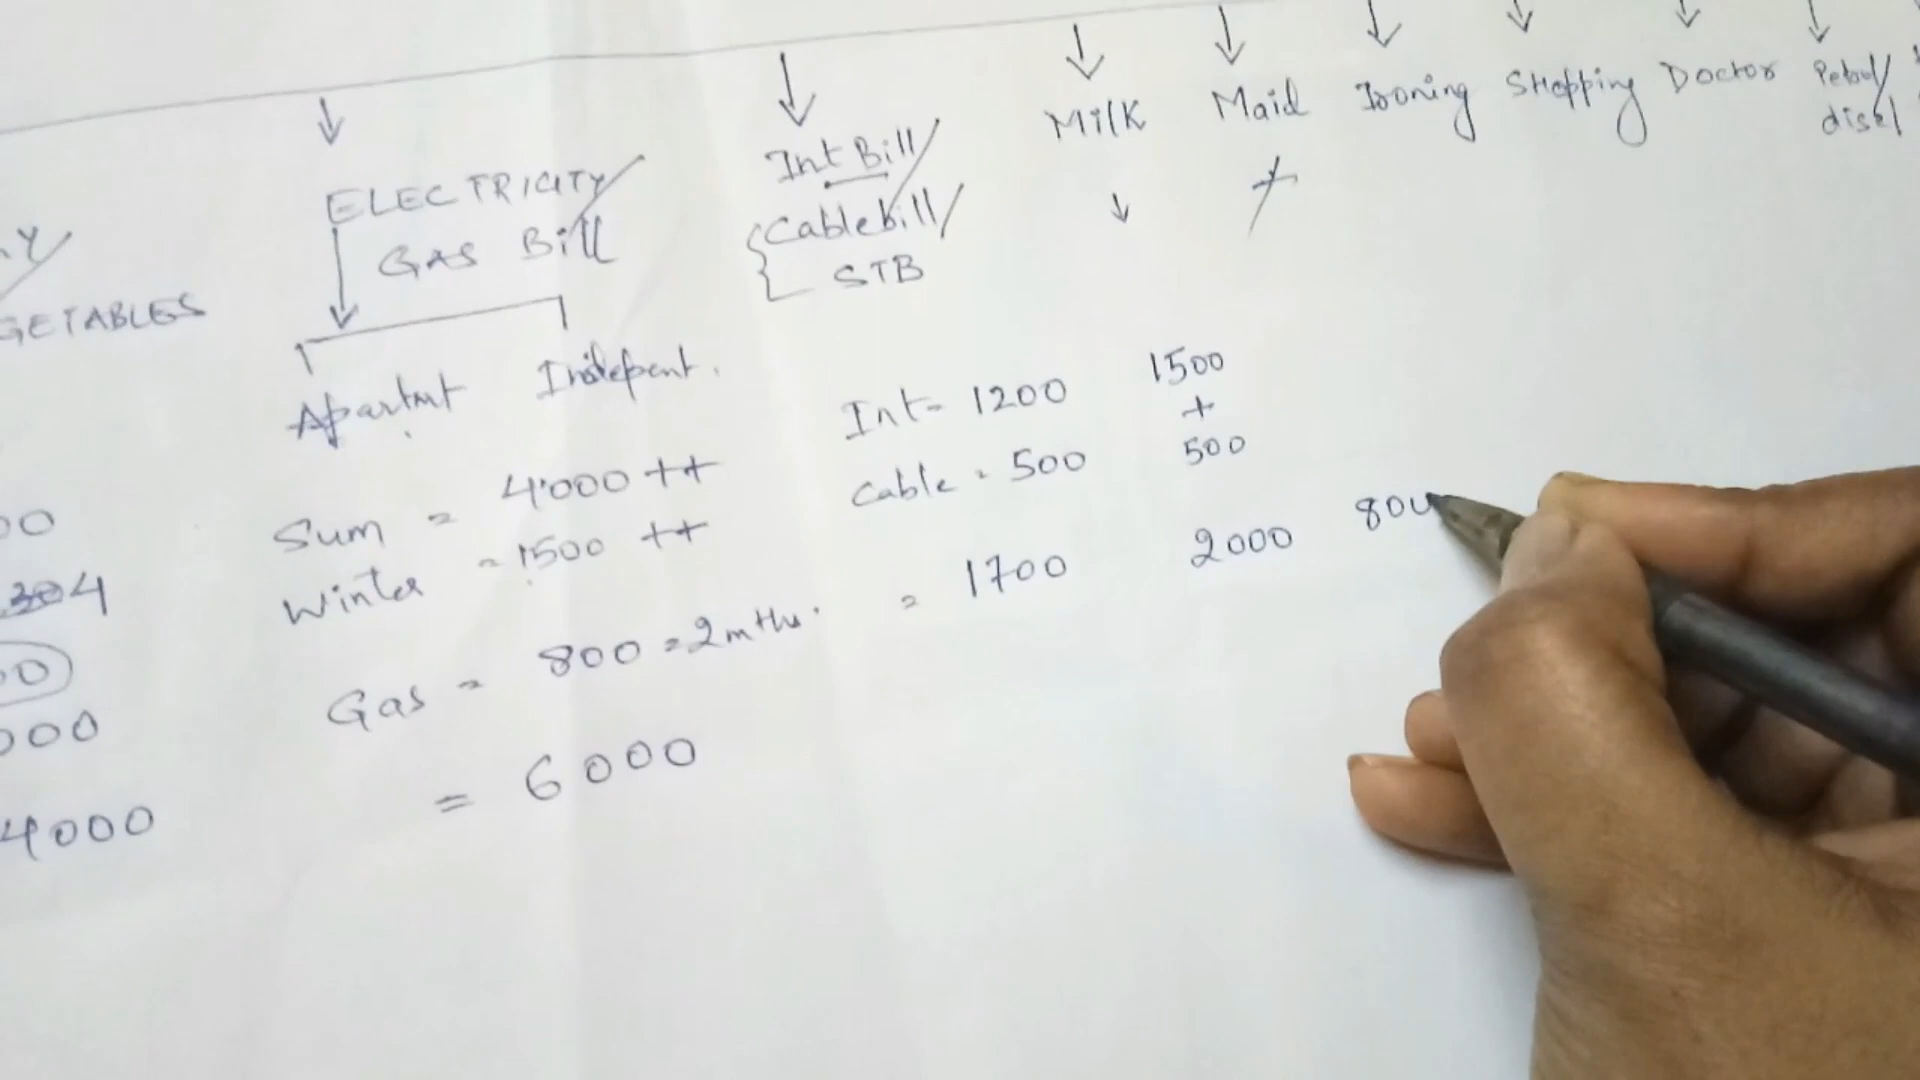 GETABLES
304
000
4000
ELECTRICITY/
GAS Bill
Apartmt Indepent.
Sum = 4000 ++
Winter = 1500 ++
Gas = 800 = 2 mths.
= 6000
Int Bill/
Cable bill/
STB
Int = 1200
Cable = 500
= 1700
Milk
1500
+
500
2000
Maid
800
Ironing
Shopping
Doctor
Petrol/
disel